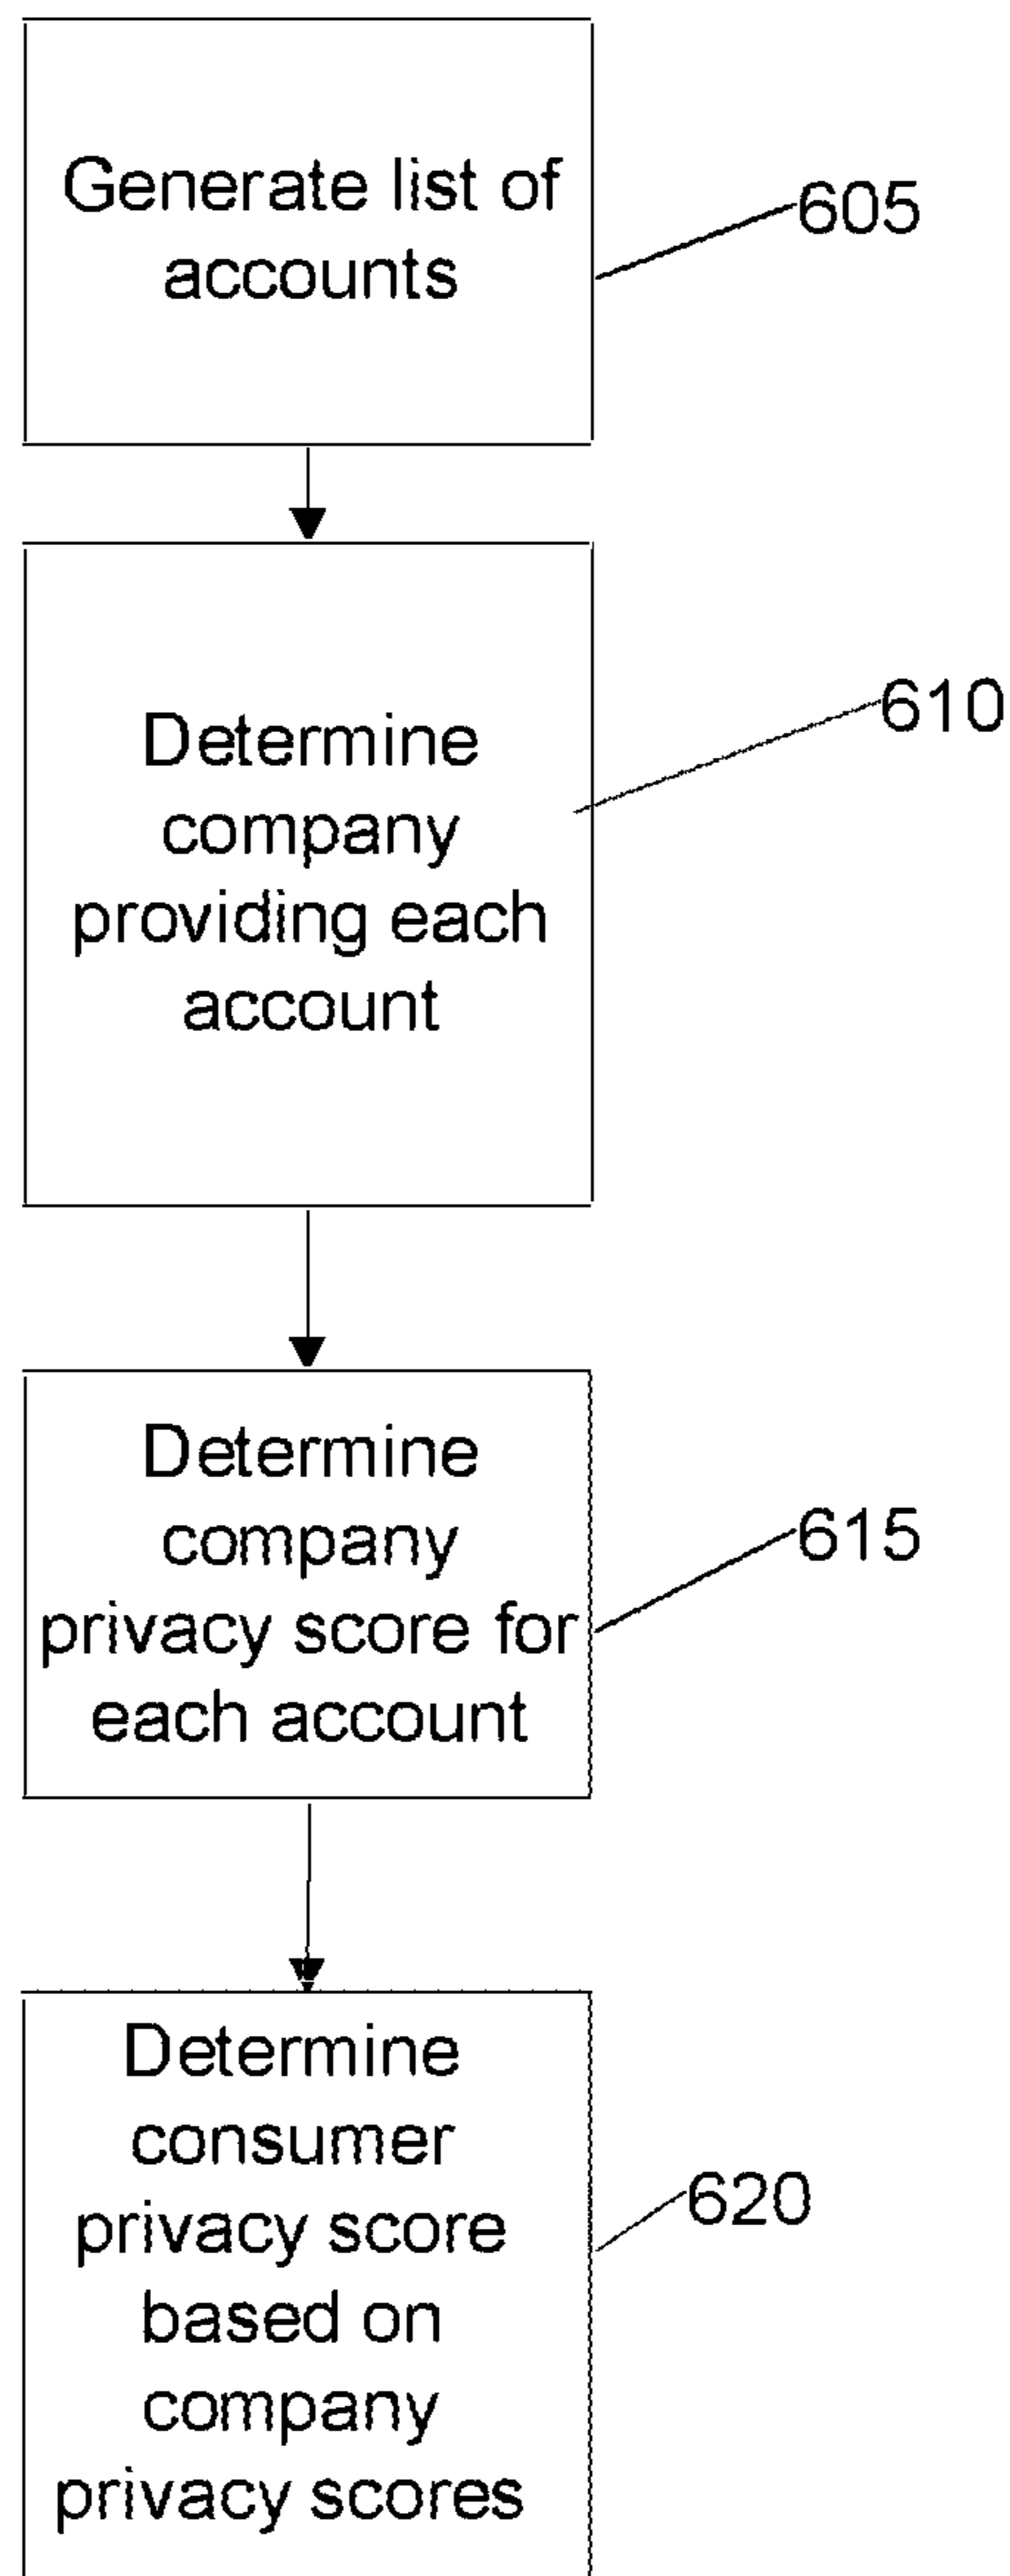 Generate list of
accounts
605
Determine
company
providing each
account
610
Determine
company
privacy score for
each account
615
Determine
consumer
privacy score
based on
company
privacy scores
620